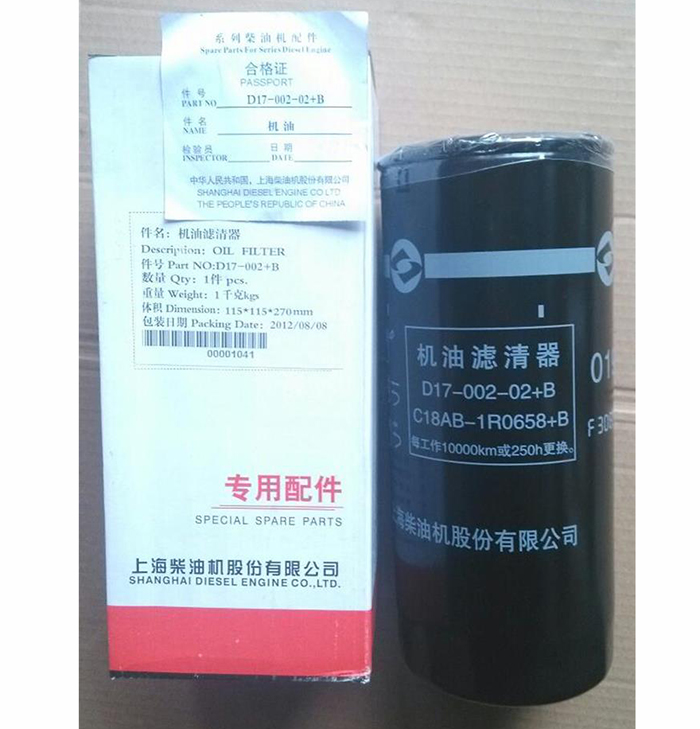 系列柴油机配件
Spare Parts For Series Diesel Engine
合格证
PASSPORT
件号
PART NO D17-002-02+B
件名
NAME 机油
检验员 日期
INSPECTOR DATE
中华人民共和国，上海柴油机股份有限公司
SHANGHAI DIESEL ENGINE CO LTD
THE PEOPLE'S REPUBLIC OF CHINA
件名：机油滤清器
Description: OIL FILTER
件号 Part NO:D17-002+B
数量 Qty：1件 pcs.
重量 Weight：1千克kgs
体积 Dimension：115*115*270mm
包装日期 Packing Date：2012/08/08
00001041
专用配件
SPECIAL SPARE PARTS
上海柴油机股份有限公司
SHANGHAI DIESEL ENGINE CO.,LTD.
机油滤清器
D17-002-02+B
C18AB-1R0658+B
每工作10000km或250h更换。
上海柴油机股份有限公司